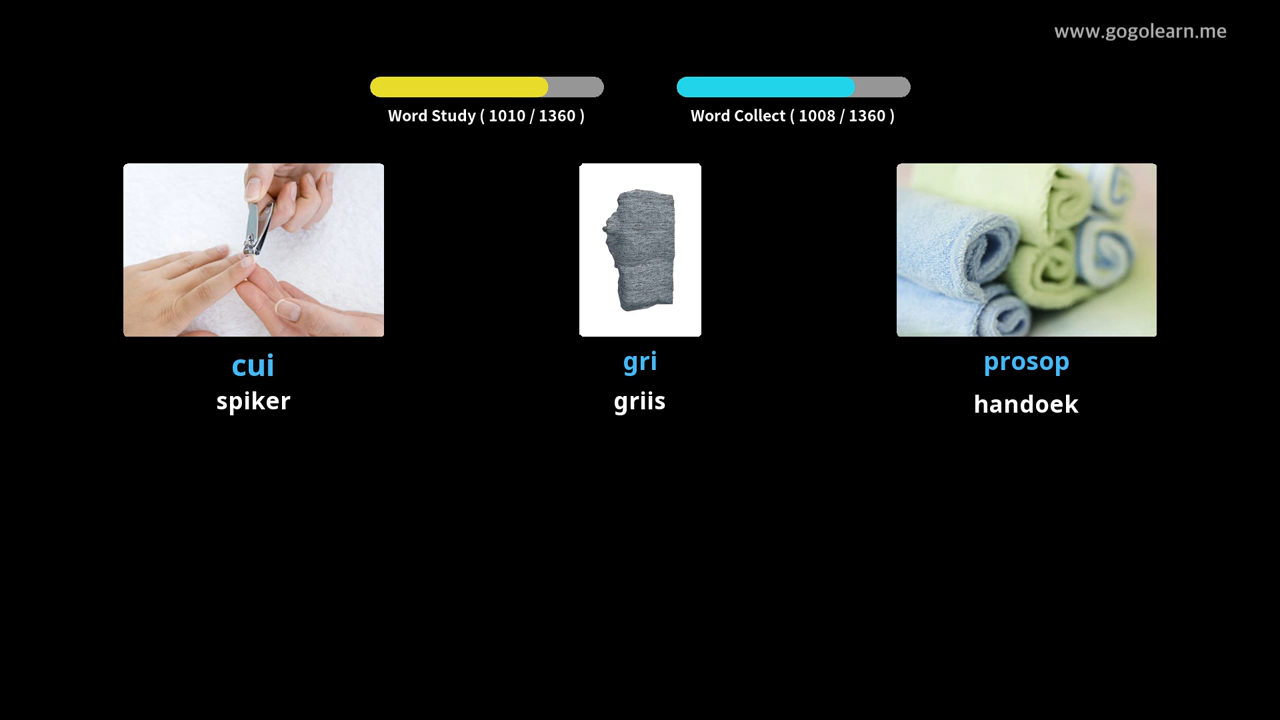 www.gogolearn.me
Word Study ( 1010 / 1360 )
Word Collect ( 1008 / 1360 )
cui
spiker
gri
griis
prosop
handoek